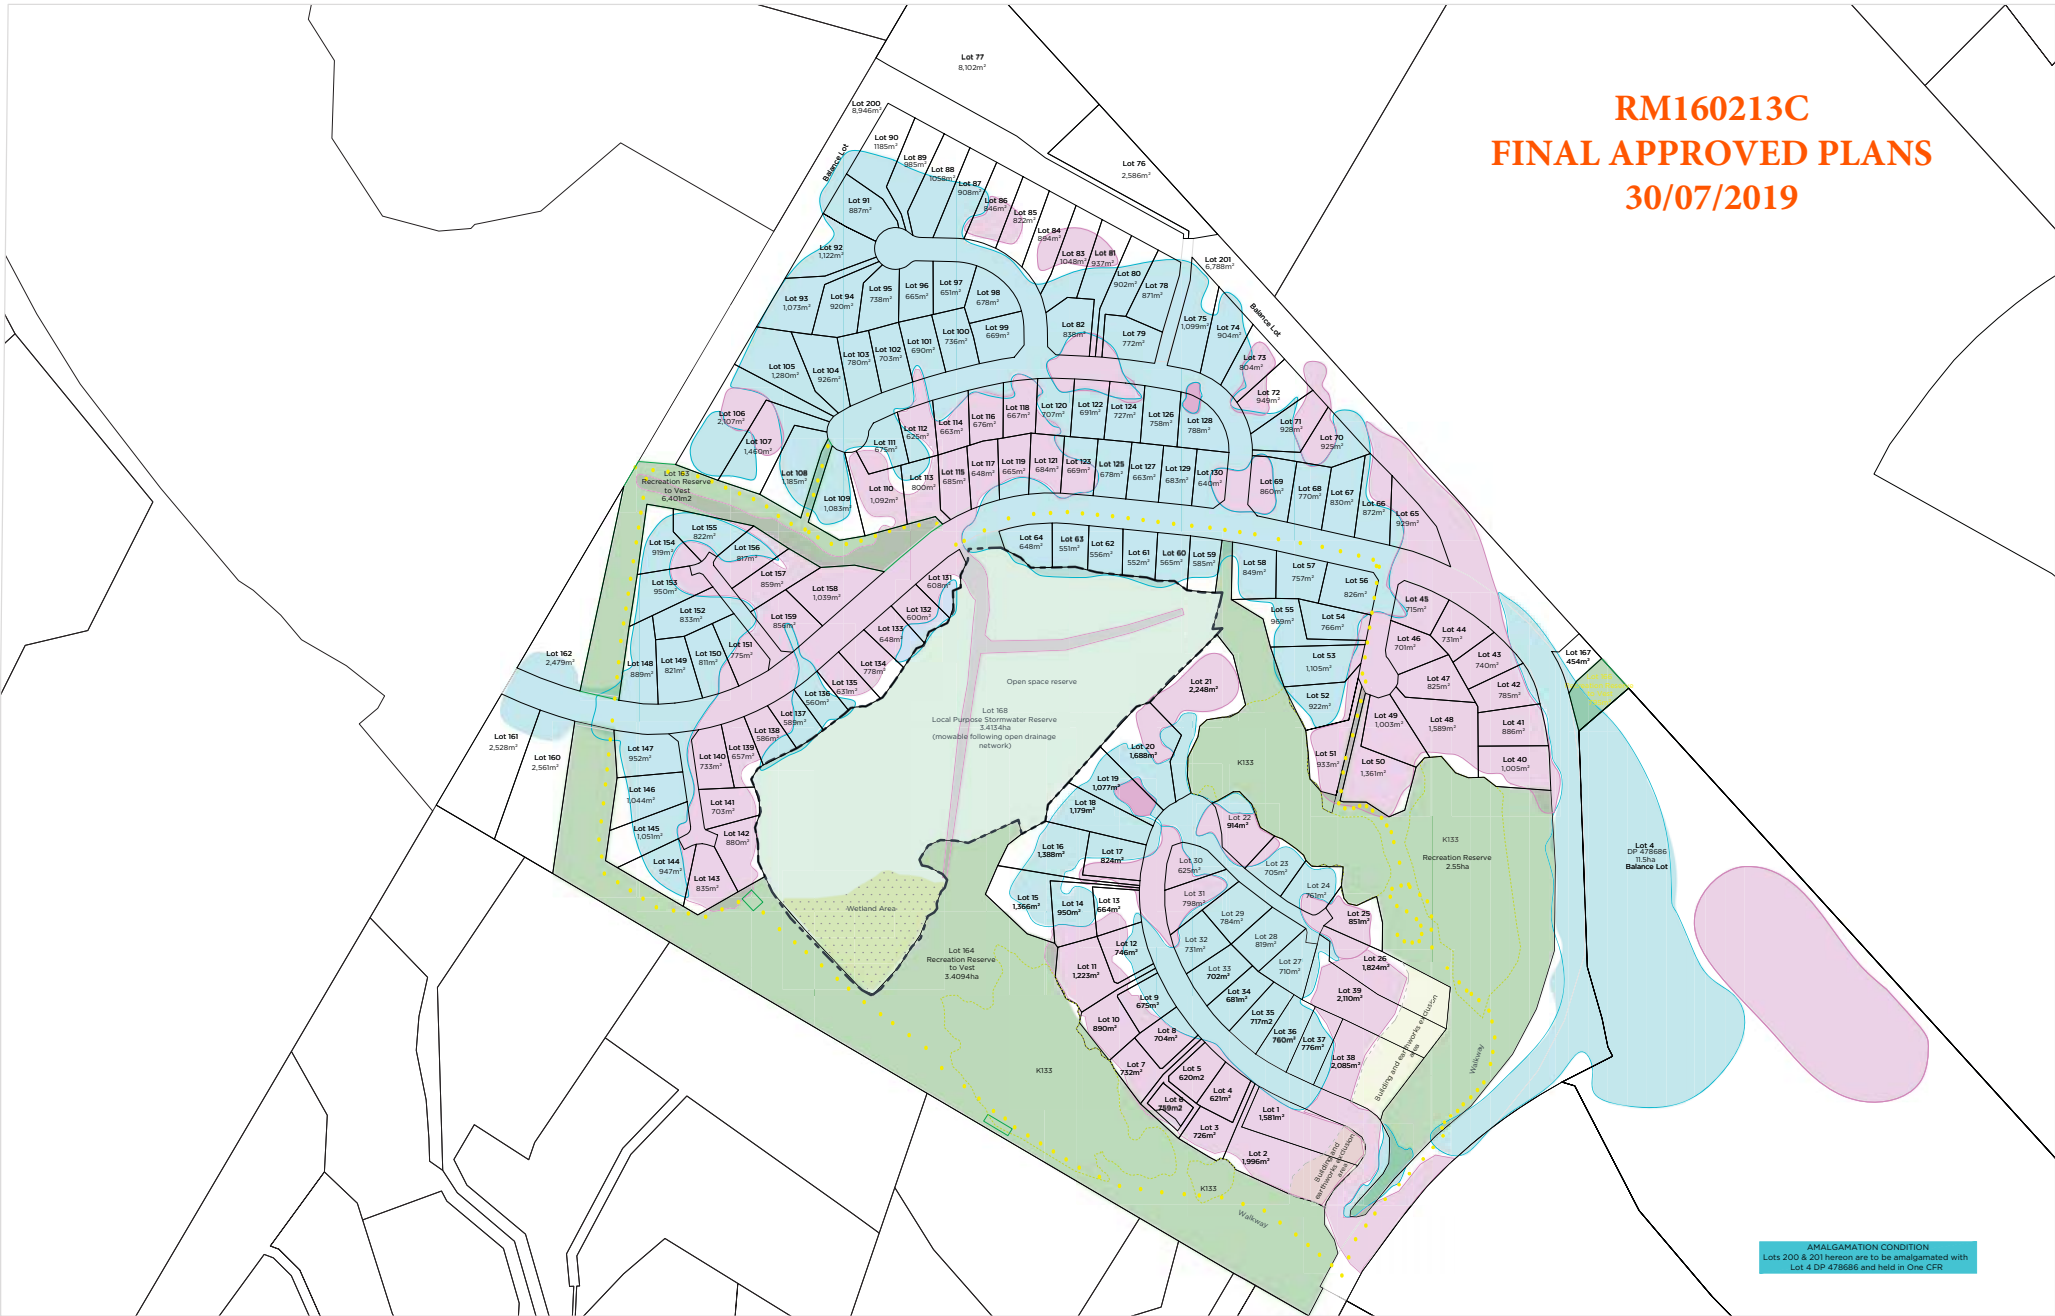 RM160213C
FINAL APPROVED PLANS
30/07/2019
Lot 77
8,102m²
Lot 200
8,946m²
Balance Lot
Lot 76
2,586m²
Lot 90
1185m²
Lot 89
985m²
Lot 88
1058m²
Lot 87
908m²
Lot 86
846m²
Lot 85
822m²
Lot 84
894m²
Lot 83
1048m²
Lot 81
937m²
Lot 80
902m²
Lot 78
871m²
Lot 201
6,788m²
Balance Lot
Lot 91
887m²
Lot 92
1,122m²
Lot 93
1,073m²
Lot 94
920m²
Lot 95
738m²
Lot 96
665m²
Lot 97
651m²
Lot 98
678m²
Lot 99
669m²
Lot 100
736m²
Lot 101
690m²
Lot 102
703m²
Lot 103
780m²
Lot 104
926m²
Lot 105
1,280m²
Lot 82
838m²
Lot 79
772m²
Lot 75
1,099m²
Lot 74
904m²
Lot 73
804m²
Lot 72
949m²
Lot 71
928m²
Lot 70
925m²
Lot 106
2,107m²
Lot 107
1,460m²
Lot 108
1,185m²
Lot 109
1,083m²
Lot 110
1,092m²
Lot 111
675m²
Lot 112
625m²
Lot 113
800m²
Lot 114
663m²
Lot 115
685m²
Lot 116
676m²
Lot 117
648m²
Lot 118
667m²
Lot 119
665m²
Lot 120
707m²
Lot 121
684m²
Lot 122
691m²
Lot 123
669m²
Lot 124
727m²
Lot 125
678m²
Lot 126
758m²
Lot 127
663m²
Lot 128
788m²
Lot 129
683m²
Lot 130
640m²
Lot 69
860m²
Lot 68
770m²
Lot 67
830m²
Lot 66
872m²
Lot 65
929m²
Lot 163
Recreation Reserve
to Vest
6,401m2
Lot 64
648m²
Lot 63
551m²
Lot 62
556m²
Lot 61
552m²
Lot 60
565m²
Lot 59
585m²
Lot 58
849m²
Lot 57
757m²
Lot 56
826m²
Lot 55
969m²
Lot 54
766m²
Lot 53
1,105m²
Lot 52
922m²
Lot 51
933m²
Lot 50
1,361m²
Lot 49
1,003m²
Lot 48
1,589m²
Lot 47
825m²
Lot 46
701m²
Lot 45
715m²
Lot 44
731m²
Lot 43
740m²
Lot 42
785m²
Lot 41
886m²
Lot 40
1,005m²
Lot 167
454m²
Lot 155
822m²
Lot 154
919m²
Lot 156
817m²
Lot 157
859m²
Lot 158
1,039m²
Lot 159
856m²
Lot 153
950m²
Lot 152
833m²
Lot 151
775m²
Lot 150
811m²
Lot 149
821m²
Lot 148
889m²
Lot 131
608m²
Lot 132
600m²
Lot 133
648m²
Lot 134
778m²
Lot 135
631m²
Lot 136
560m²
Lot 137
589m²
Lot 138
586m²
Lot 139
657m²
Lot 140
733m²
Lot 141
703m²
Lot 142
880m²
Lot 143
835m²
Lot 144
947m²
Lot 145
1,051m²
Lot 146
1,044m²
Lot 147
952m²
Lot 162
2,479m²
Lot 161
2,528m²
Lot 160
2,561m²
Open space reserve
Lot 168
Local Purpose Stormwater Reserve
3.4134ha
(mowable following open drainage
network)
Wetland Area
Lot 164
Recreation Reserve
to Vest
3.4094ha
K133
K133
Walkway
Lot 21
2,248m²
Lot 20
1,688m²
Lot 19
1,077m²
Lot 18
1,179m²
Lot 17
824m²
Lot 16
1,388m²
Lot 15
1,366m²
Lot 14
950m²
Lot 13
664m²
Lot 12
746m²
Lot 11
1,223m²
Lot 10
890m²
Lot 9
675m²
Lot 8
704m²
Lot 7
732m²
Lot 6
759m2
Lot 5
620m2
Lot 4
621m²
Lot 3
726m²
Lot 2
1,996m²
Lot 1
1,581m²
Lot 22
914m²
Lot 23
705m²
Lot 24
761m²
Lot 25
851m²
Lot 26
1,824m²
Lot 27
710m²
Lot 28
819m²
Lot 29
784m²
Lot 30
625m²
Lot 31
798m²
Lot 32
731m²
Lot 33
702m²
Lot 34
681m²
Lot 35
717m2
Lot 36
760m²
Lot 37
776m²
Lot 38
2,085m²
Lot 39
2,110m²
K133
K133
Recreation Reserve
2.55ha
Building and earthworks exclusion
area
Building and
earthworks exclusion
area
Walkway
Lot 4
DP 478686
11.5ha
Balance Lot
AMALGAMATION CONDITION
Lots 200 & 201 hereon are to be amalgamated with
Lot 4 DP 478686 and held in One CFR